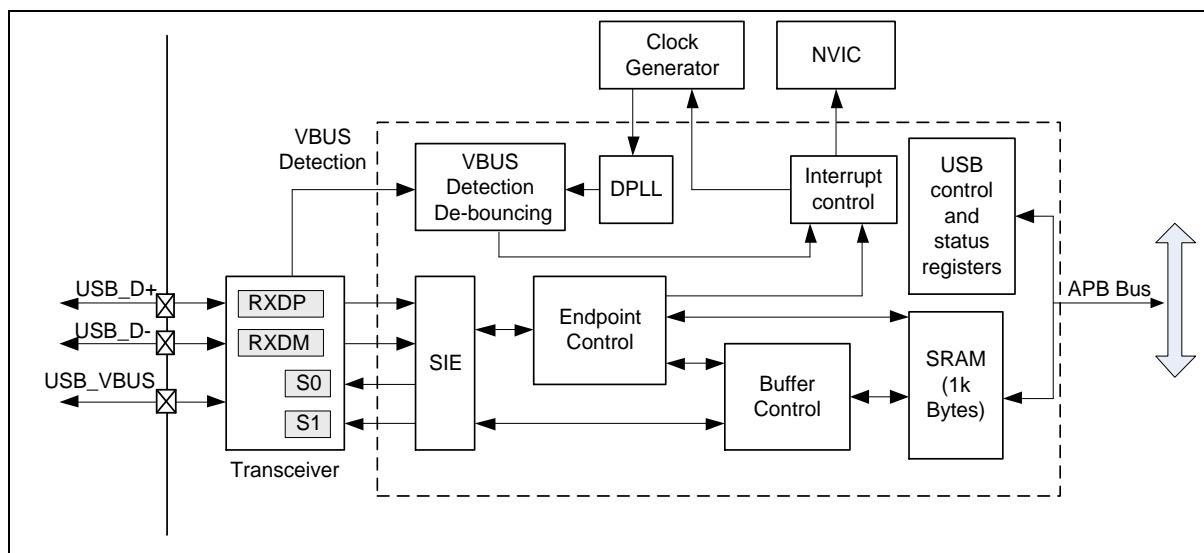 Clock
Generator
NVIC
VBUS
Detection
VBUS
Detection
De-bouncing
DPLL
Interrupt
control
USB
control
and
status
registers
USB_D+
USB_D-
USB_VBUS
RXDP
RXDM
S0
S1
Transceiver
SIE
Endpoint
Control
Buffer
Control
SRAM
(1k
Bytes)
APB Bus